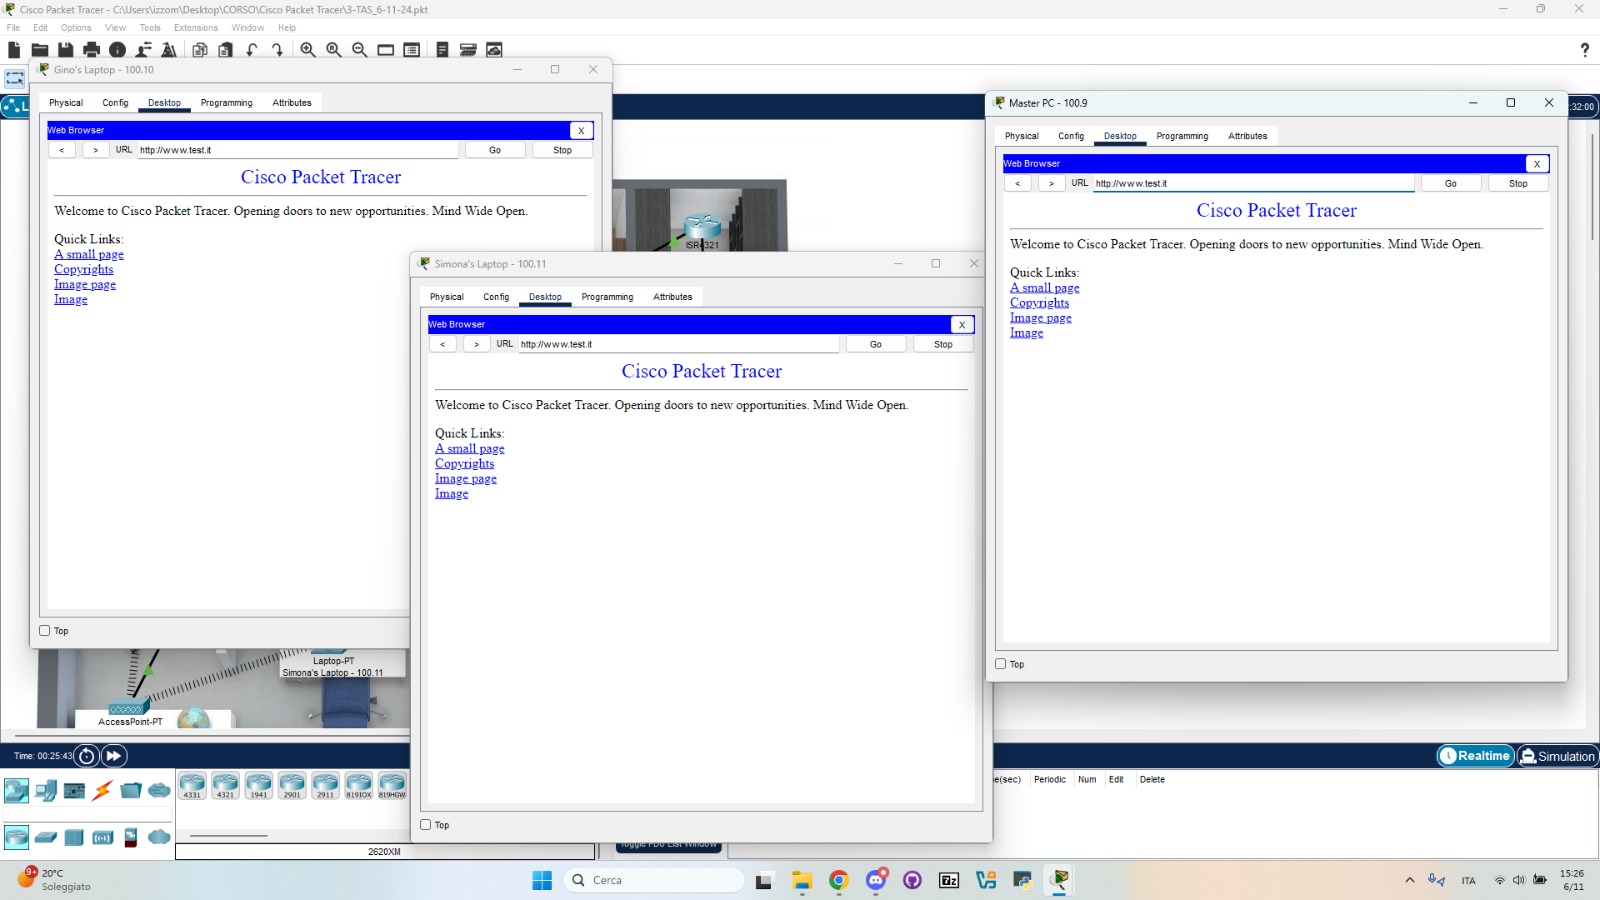 Cisco Packet Tracer - C:\Users\izzom\Desktop\CORSO\Cisco Packet Tracer\3-TAS_6-11-24.pkt
File Edit Options View Tools Extensions Window Help
?
Gino's Laptop - 100.10
Physical Config Desktop Programming Attributes
Web Browser X
< > URL http://www.test.it Go Stop
Cisco Packet Tracer
Welcome to Cisco Packet Tracer. Opening doors to new opportunities. Mind Wide Open.
Quick Links:
A small page
Copyrights
Image page
Image
Top
L
ISR4321
Simona's Laptop - 100.11
Physical Config Desktop Programming Attributes
Web Browser X
< > URL http://www.test.it Go Stop
Cisco Packet Tracer
Welcome to Cisco Packet Tracer. Opening doors to new opportunities. Mind Wide Open.
Quick Links:
A small page
Copyrights
Image page
Image
Top
Master PC - 100.9
:32:00
Physical Config Desktop Programming Attributes
Web Browser X
< > URL http://www.test.it Go Stop
Cisco Packet Tracer
Welcome to Cisco Packet Tracer. Opening doors to new opportunities. Mind Wide Open.
Quick Links:
A small page
Copyrights
Image page
Image
Top
Laptop-PT
Simona's Laptop - 100.11
AccessPoint-PT
Time: 00:25:43
Realtime Simulation
4331 4321 1941 2901 2911 819IOX 819HGW
e(sec) Periodic Num Edit Delete
Toggle PDU List Window
2620XM
9+
20°C
Soleggiato
Cerca
7z
ITA
15:26
6/11